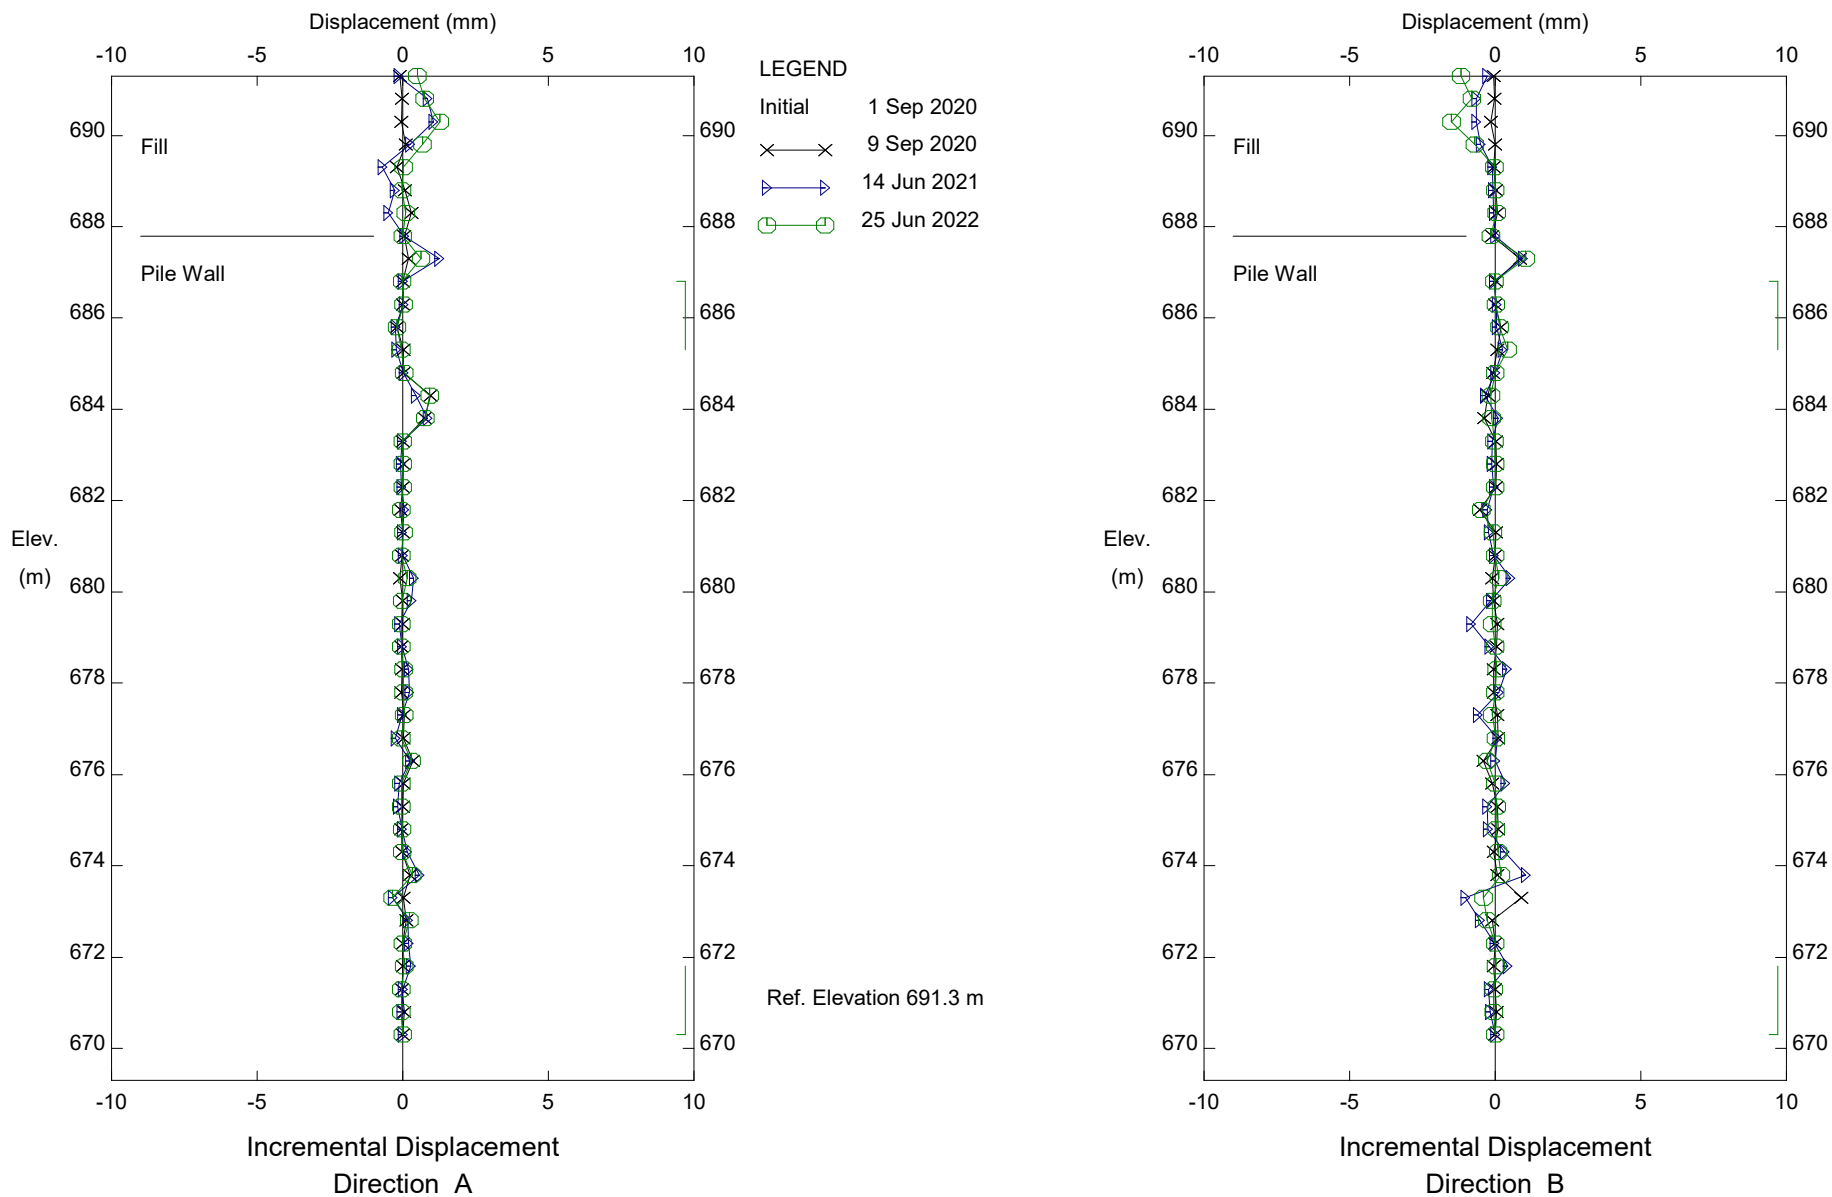 Displacement (mm)
-10 -5 0 5 10
690 690
Fill
688 688
Pile Wall
686 686
684 684
682 682
Elev.
(m)
680 680
678 678
676 676
674 674
672 672
670 670
-10 -5 0 5 10
Incremental Displacement
Direction A
LEGEND
Initial 1 Sep 2020
9 Sep 2020
14 Jun 2021
25 Jun 2022
Ref. Elevation 691.3 m
Displacement (mm)
-10 -5 0 5 10
690 690
Fill
688 688
Pile Wall
686 686
684 684
682 682
Elev.
(m)
680 680
678 678
676 676
674 674
672 672
670 670
-10 -5 0 5 10
Incremental Displacement
Direction B